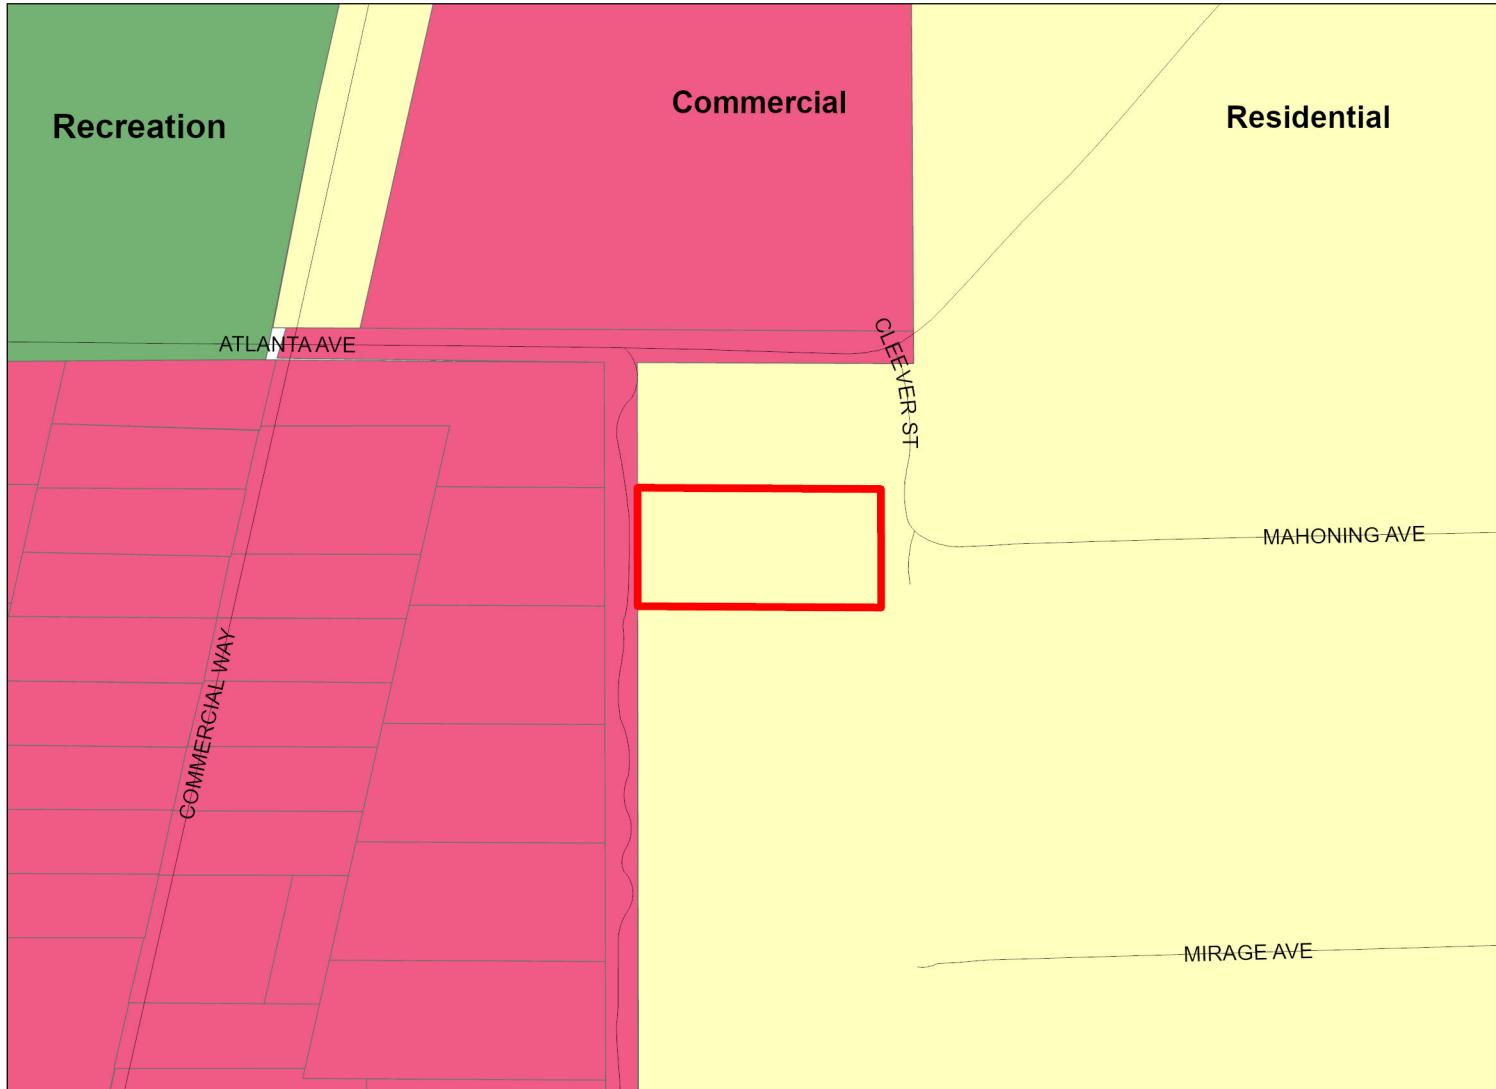 Commercial
Residential
Recreation
ATLANTA AVE
CLEEVER ST
MAHONING AVE
COMMERCIAL WAY
MIRAGE AVE